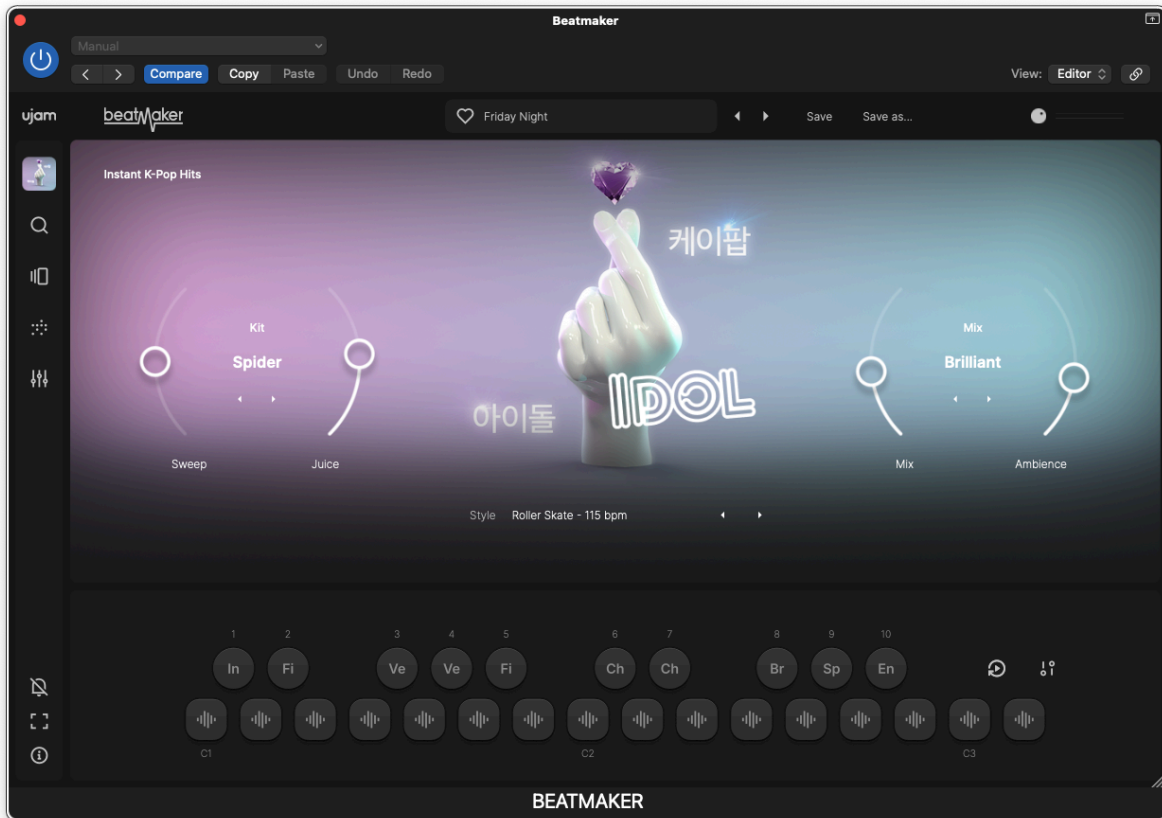 Beatmaker
Manual
Compare Copy Paste Undo Redo View: Editor
ujam beatMaker Friday Night Save Save as...
Instant K-Pop Hits
케이팝
Kit Mix
Spider Brilliant
IDOL
아이돌
Sweep Juice Mix Ambience
Style Roller Skate - 115 bpm
1 2 3 4 5 6 7 8 9 10
In Fi Ve Ve Fi Ch Ch Br Sp En
C1 C2 C3
BEATMAKER